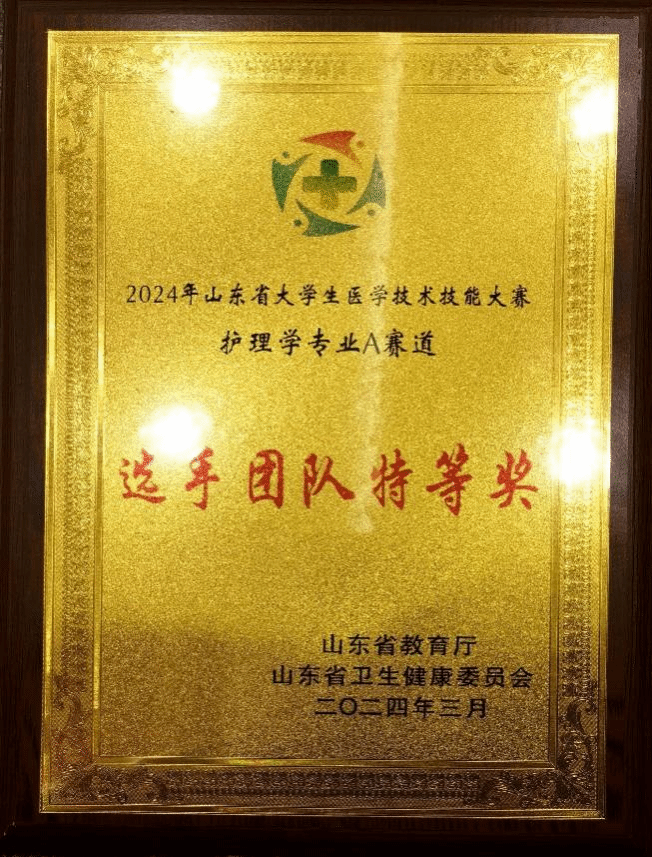 2024年山东省大学生医学技术技能大赛
护理学专业A赛道
选手团队特等奖
山东省教育厅
山东省卫生健康委员会
二〇二四年三月